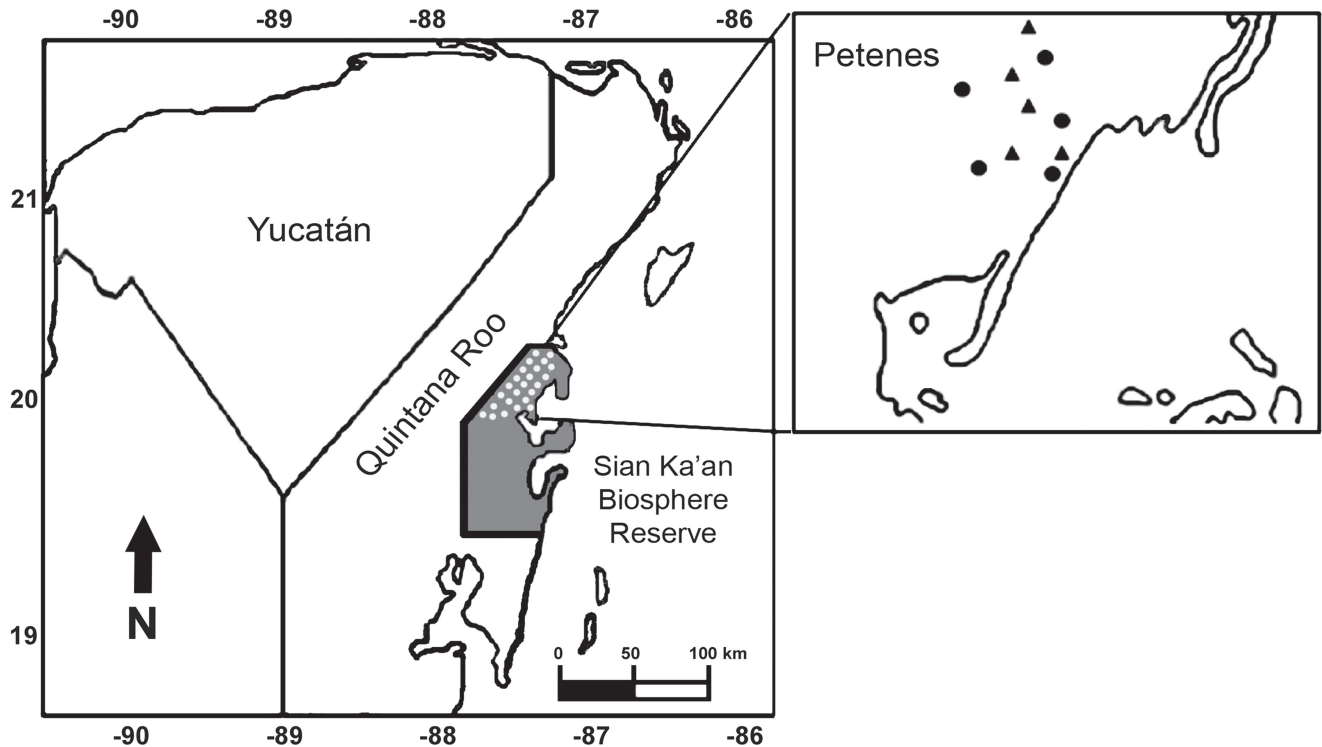 -90 -89 -88 -87 -86
Petenes
21
Yucatán
Quintana Roo
20
Sian Ka’an
Biosphere
Reserve
N
19
0 50 100 km
-90 -89 -88 -87 -86